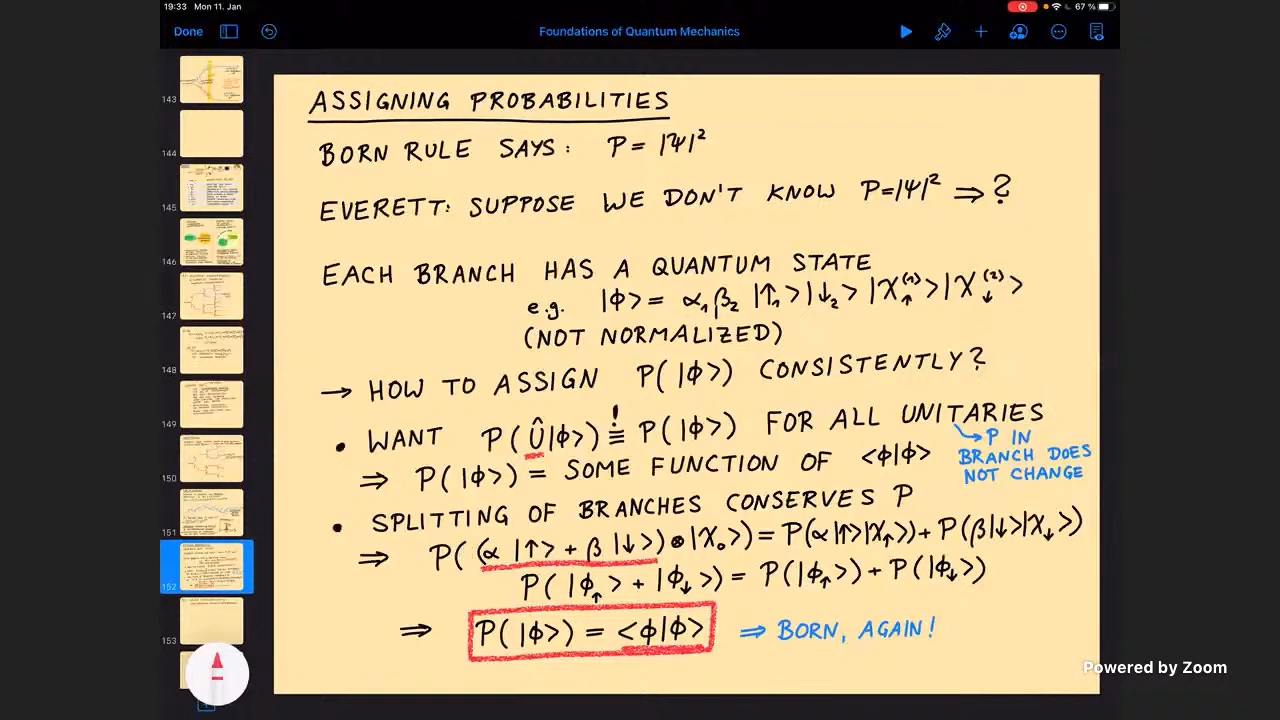 19:33 Mon 11. Jan
67 %
Done
Foundations of Quantum Mechanics
143
144
145
146
147
148
149
150
151
152
153
ASSIGNING PROBABILITIES
BORN RULE SAYS: P = |Ψ|²
EVERETT: SUPPOSE WE DON'T KNOW P=|Ψ|² ⇒ ?
EACH BRANCH HAS A QUANTUM STATE
e.g. |ϕ> = α₁β₂ |↑₁>|↓₂>|χ↑⁽¹⁾>|χ↓⁽²⁾>
(NOT NORMALIZED)
→ HOW TO ASSIGN P(|ϕ>) CONSISTENTLY?
• WANT P(Û|ϕ>) ≡! P(|ϕ>) FOR ALL UNITARIES
P IN
BRANCH DOES
NOT CHANGE
⇒ P(|ϕ>) = SOME FUNCTION OF <ϕ|ϕ>
• SPLITTING OF BRANCHES CONSERVES P
⇒ P((α|↑> + β|↓>)⊗|χ₀>) = P(α|↑>|χ↑>) + P(β|↓>|χ↓>)
P(|ϕ↑> + |ϕ↓>) = P(|ϕ↑>) + P(|ϕ↓>)
⇒ P(|ϕ>) = <ϕ|ϕ> ⇒ BORN, AGAIN!
Powered by Zoom